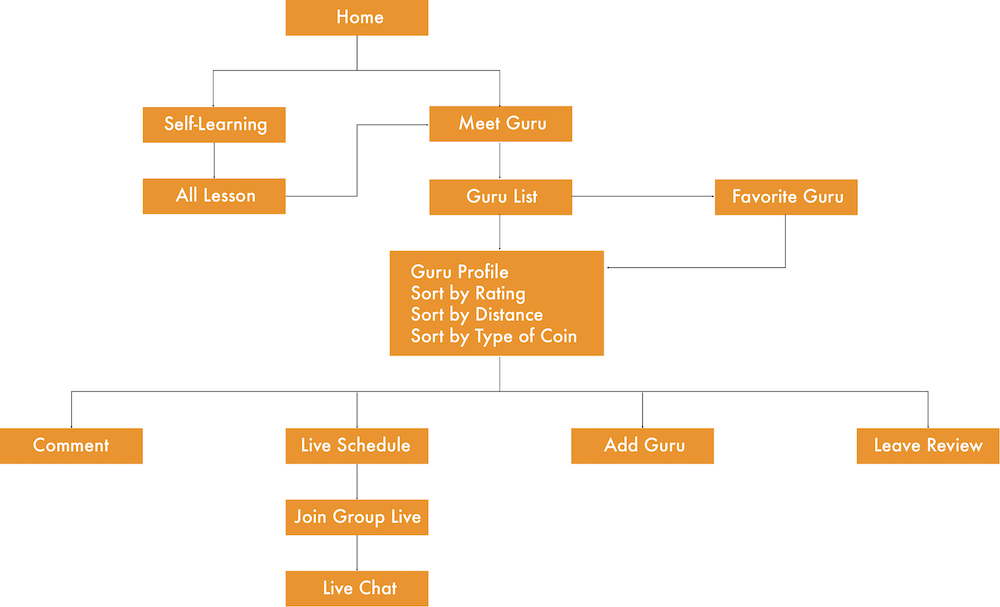 Home
Self-Learning
Meet Guru
All Lesson
Guru List
Favorite Guru
Guru Profile
Sort by Rating
Sort by Distance
Sort by Type of Coin
Comment
Live Schedule
Add Guru
Leave Review
Join Group Live
Live Chat